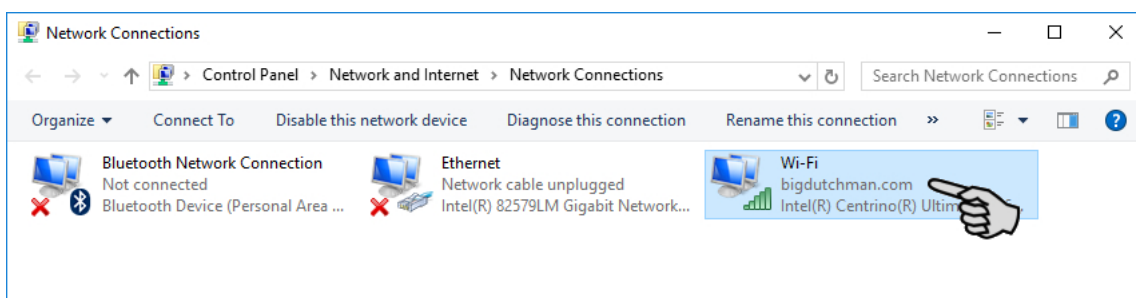 Network Connections
Control Panel > Network and Internet > Network Connections
Search Network Connections
Organize Connect To Disable this network device Diagnose this connection Rename this connection »
Bluetooth Network Connection
Not connected
Bluetooth Device (Personal Area ...
Ethernet
Network cable unplugged
Intel(R) 82579LM Gigabit Network...
Wi-Fi
bigdutchman.com
Intel(R) Centrino(R)